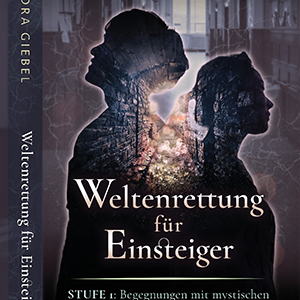 ORA GIEBEL
Weltenrettung für Einstei
Weltenrettung
für
Einsteiger
STUFE 1: Begegnungen mit mystischen